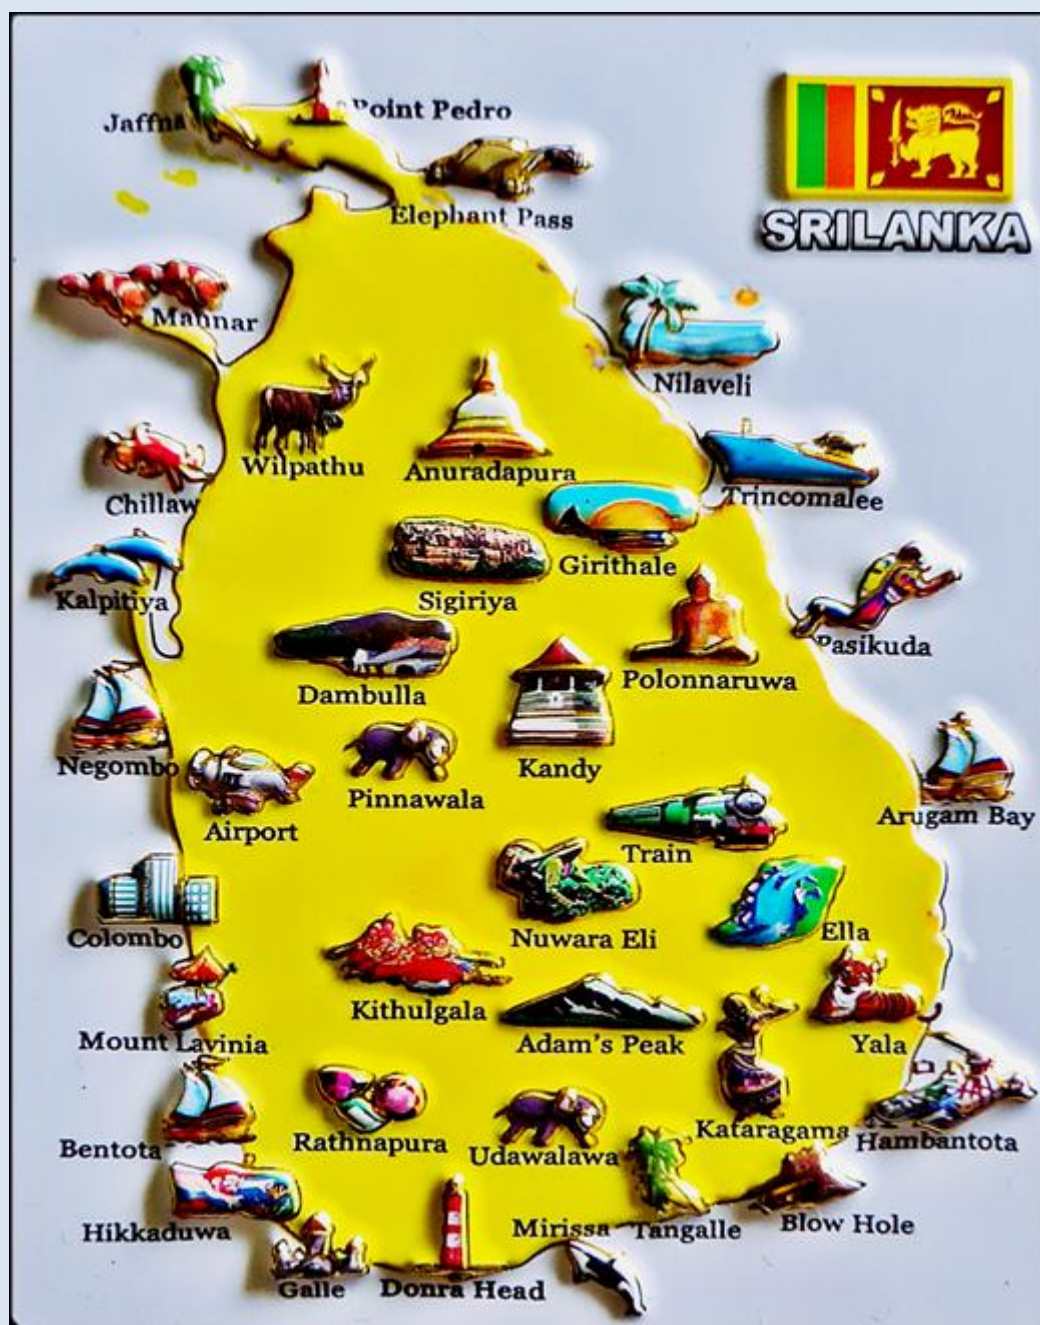 Jaffna
Point Pedro
Elephant Pass
SRILANKA
Mannar
Nilaveli
Wilpathu
Anuradapura
Chillaw
Trincomalee
Girithale
Kalpitiya
Sigiriya
Pasikuda
Dambulla
Polonnaruwa
Negombo
Kandy
Pinnawala
Airport
Arugam Bay
Train
Colombo
Nuwara Eli
Ella
Kithulgala
Mount Lavinia
Adam's Peak
Yala
Bentota
Rathnapura
Udawalawa
Kataragama
Hambantota
Hikkaduwa
Mirissa
Tangalle
Blow Hole
Galle
Donra Head